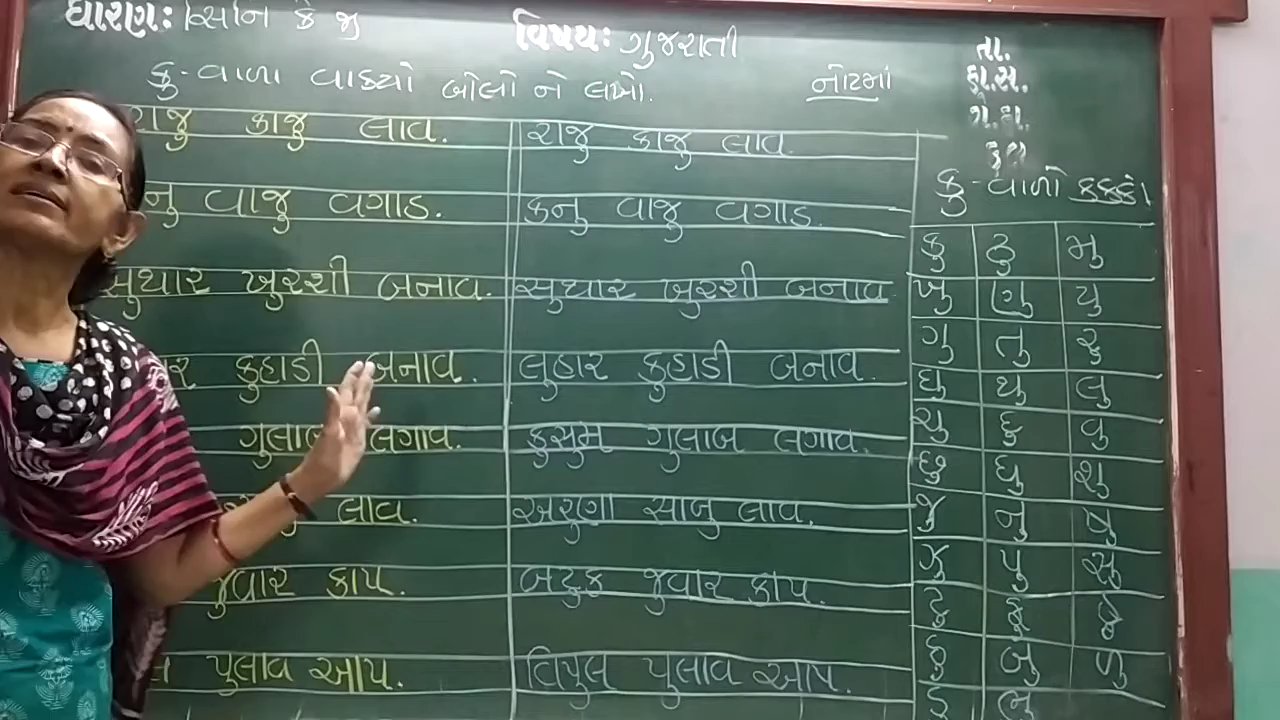 ધોરણઃ સિનિ કે જી
વિષયઃ ગુજરાતી
તા.
હા.સ.
ગે.હા.
કુલ
કુ-વાળા વાક્યો બોલો ને લખો. નોટમાં
રાજુ કાજુ લાવ. રાજુ કાજુ લાવ.
નુ વાજુ વગાડ. કનુ વાજુ વગાડ.
સુથાર ખુરશી બનાવ. સુથાર ખુરશી બનાવ
ર કુહાડી બનાવ. લુહાર કુહાડી બનાવ.
ગુલાબ લગાવ. કુસુમ ગુલાબ લગાવ.
લાવ. અરુણા સાબુ લાવ.
જુવાર કાપ. બટુક જુવાર કાપ.
લ પુલાવ આપ. વિપુલ પુલાવ આપ.
કુ-વાળો કક્કો
કુ ઢુ મુ
ખુ ણુ યુ
ગુ તુ રુ
ઘુ થુ લુ
ચુ દુ વુ
છુ ધુ શુ
જુ નુ ષુ
ઝુ પુ સુ
ટુ ફુ હુ
ઠુ બુ ળુ
ડુ ભુ